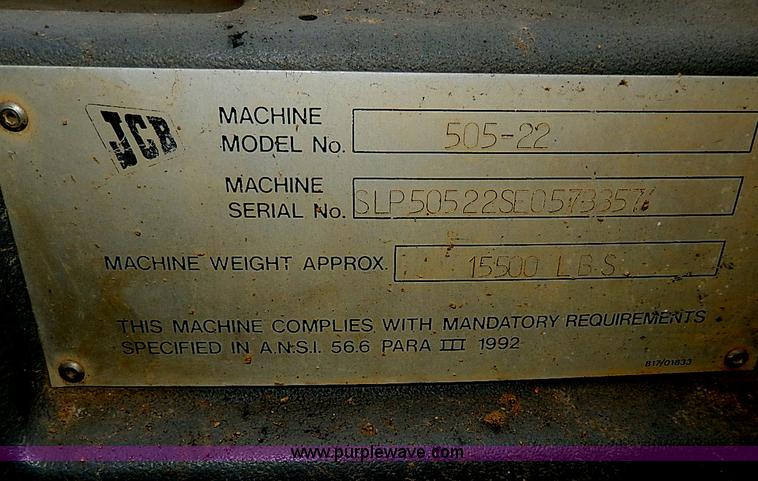 JCB
MACHINE
MODEL No. 505-22
MACHINE
SERIAL No.
MACHINE WEIGHT APPROX. 15500 LBS
THIS MACHINE COMPLIES WITH MANDATORY REQUIREMENTS
SPECIFIED IN A.N.S.I. 56.6 PARA III 1992
817/01833
www.purplewave.com